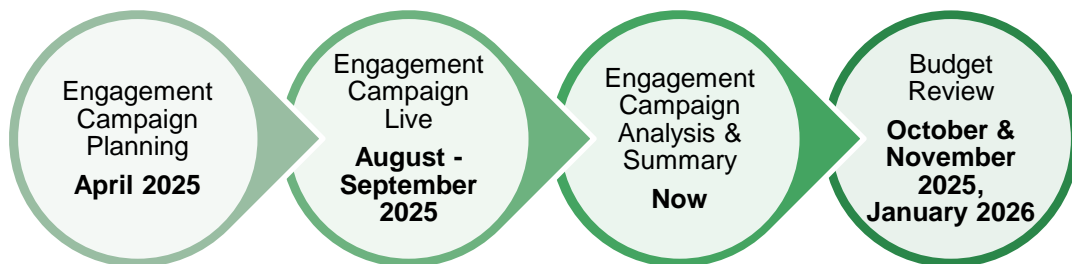 Engagement
Campaign
Planning
April 2025
Engagement
Campaign
Live
August -
September
2025
Engagement
Campaign
Analysis &
Summary
Now
Budget
Review
October &
November
2025,
January 2026